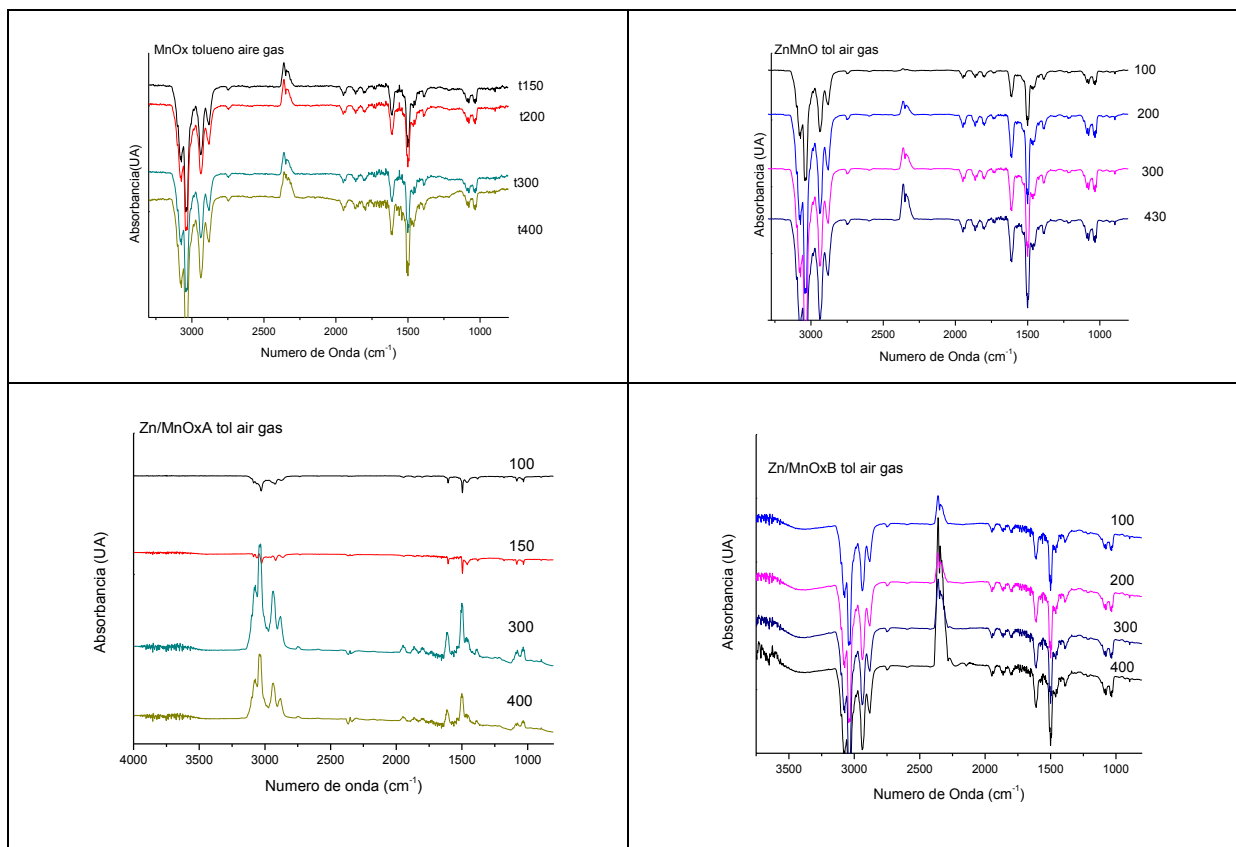 MnOx tolueno aire gas
t150
t200
t300
t400
Absorbancia(UA)
3000 2500 2000 1500 1000
Numero de Onda (cm-1)
ZnMnO tol air gas
100
200
300
430
Absorbancia(UA)
3000 2500 2000 1500 1000
Numero de Onda (cm-1)
Zn/MnOxA tol air gas
100
150
300
400
Absorbancia (UA)
4000 3500 3000 2500 2000 1500 1000
Numero de onda (cm-1)
Zn/MnOxB tol air gas
100
200
300
400
Absorbancia (UA)
3500 3000 2500 2000 1500 1000
Numero de Onda (cm-1)